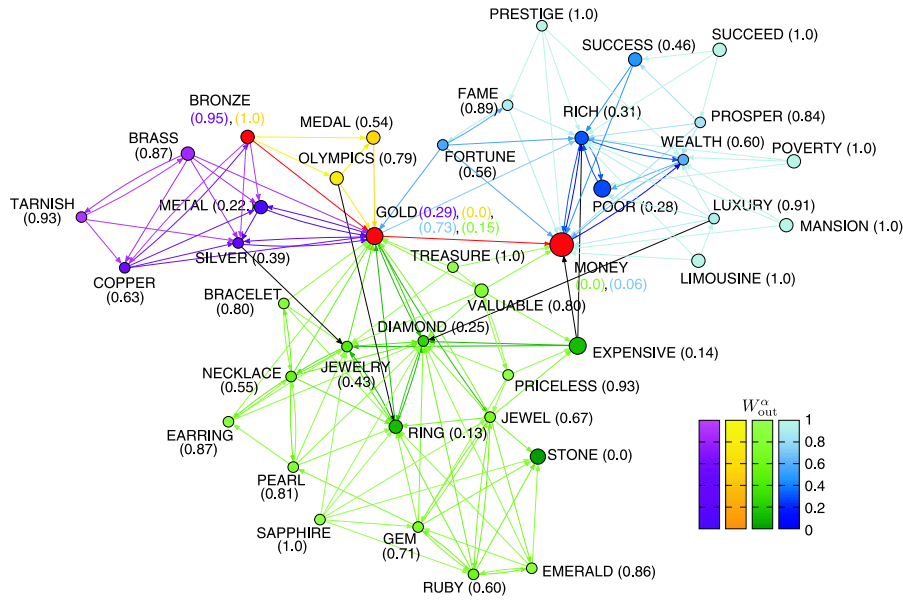 PRESTIGE (1.0)
SUCCESS (0.46)
SUCCEED (1.0)
FAME
(0.89)
RICH (0.31)
PROSPER (0.84)
BRONZE
(0.95), (1.0)
MEDAL (0.54)
BRASS
(0.87)
OLYMPICS (0.79)
FORTUNE
(0.56)
WEALTH (0.60)
POVERTY (1.0)
TARNISH
(0.93)
METAL (0.22)
GOLD (0.29), (0.0),
(0.73), (0.15)
POOR (0.28)
LUXURY (0.91)
MANSION (1.0)
SILVER (0.39)
COPPER
(0.63)
TREASURE (1.0)
MONEY
(0.0), (0.06)
LIMOUSINE (1.0)
BRACELET
(0.80)
VALUABLE (0.80)
DIAMOND (0.25)
JEWELRY
(0.43)
EXPENSIVE (0.14)
NECKLACE
(0.55)
PRICELESS (0.93)
EARRING
(0.87)
RING (0.13)
JEWEL (0.67)
STONE (0.0)
PEARL
(0.81)
SAPPHIRE
(1.0)
GEM
(0.71)
RUBY (0.60)
EMERALD (0.86)
W^α_out
1
0.8
0.6
0.4
0.2
0